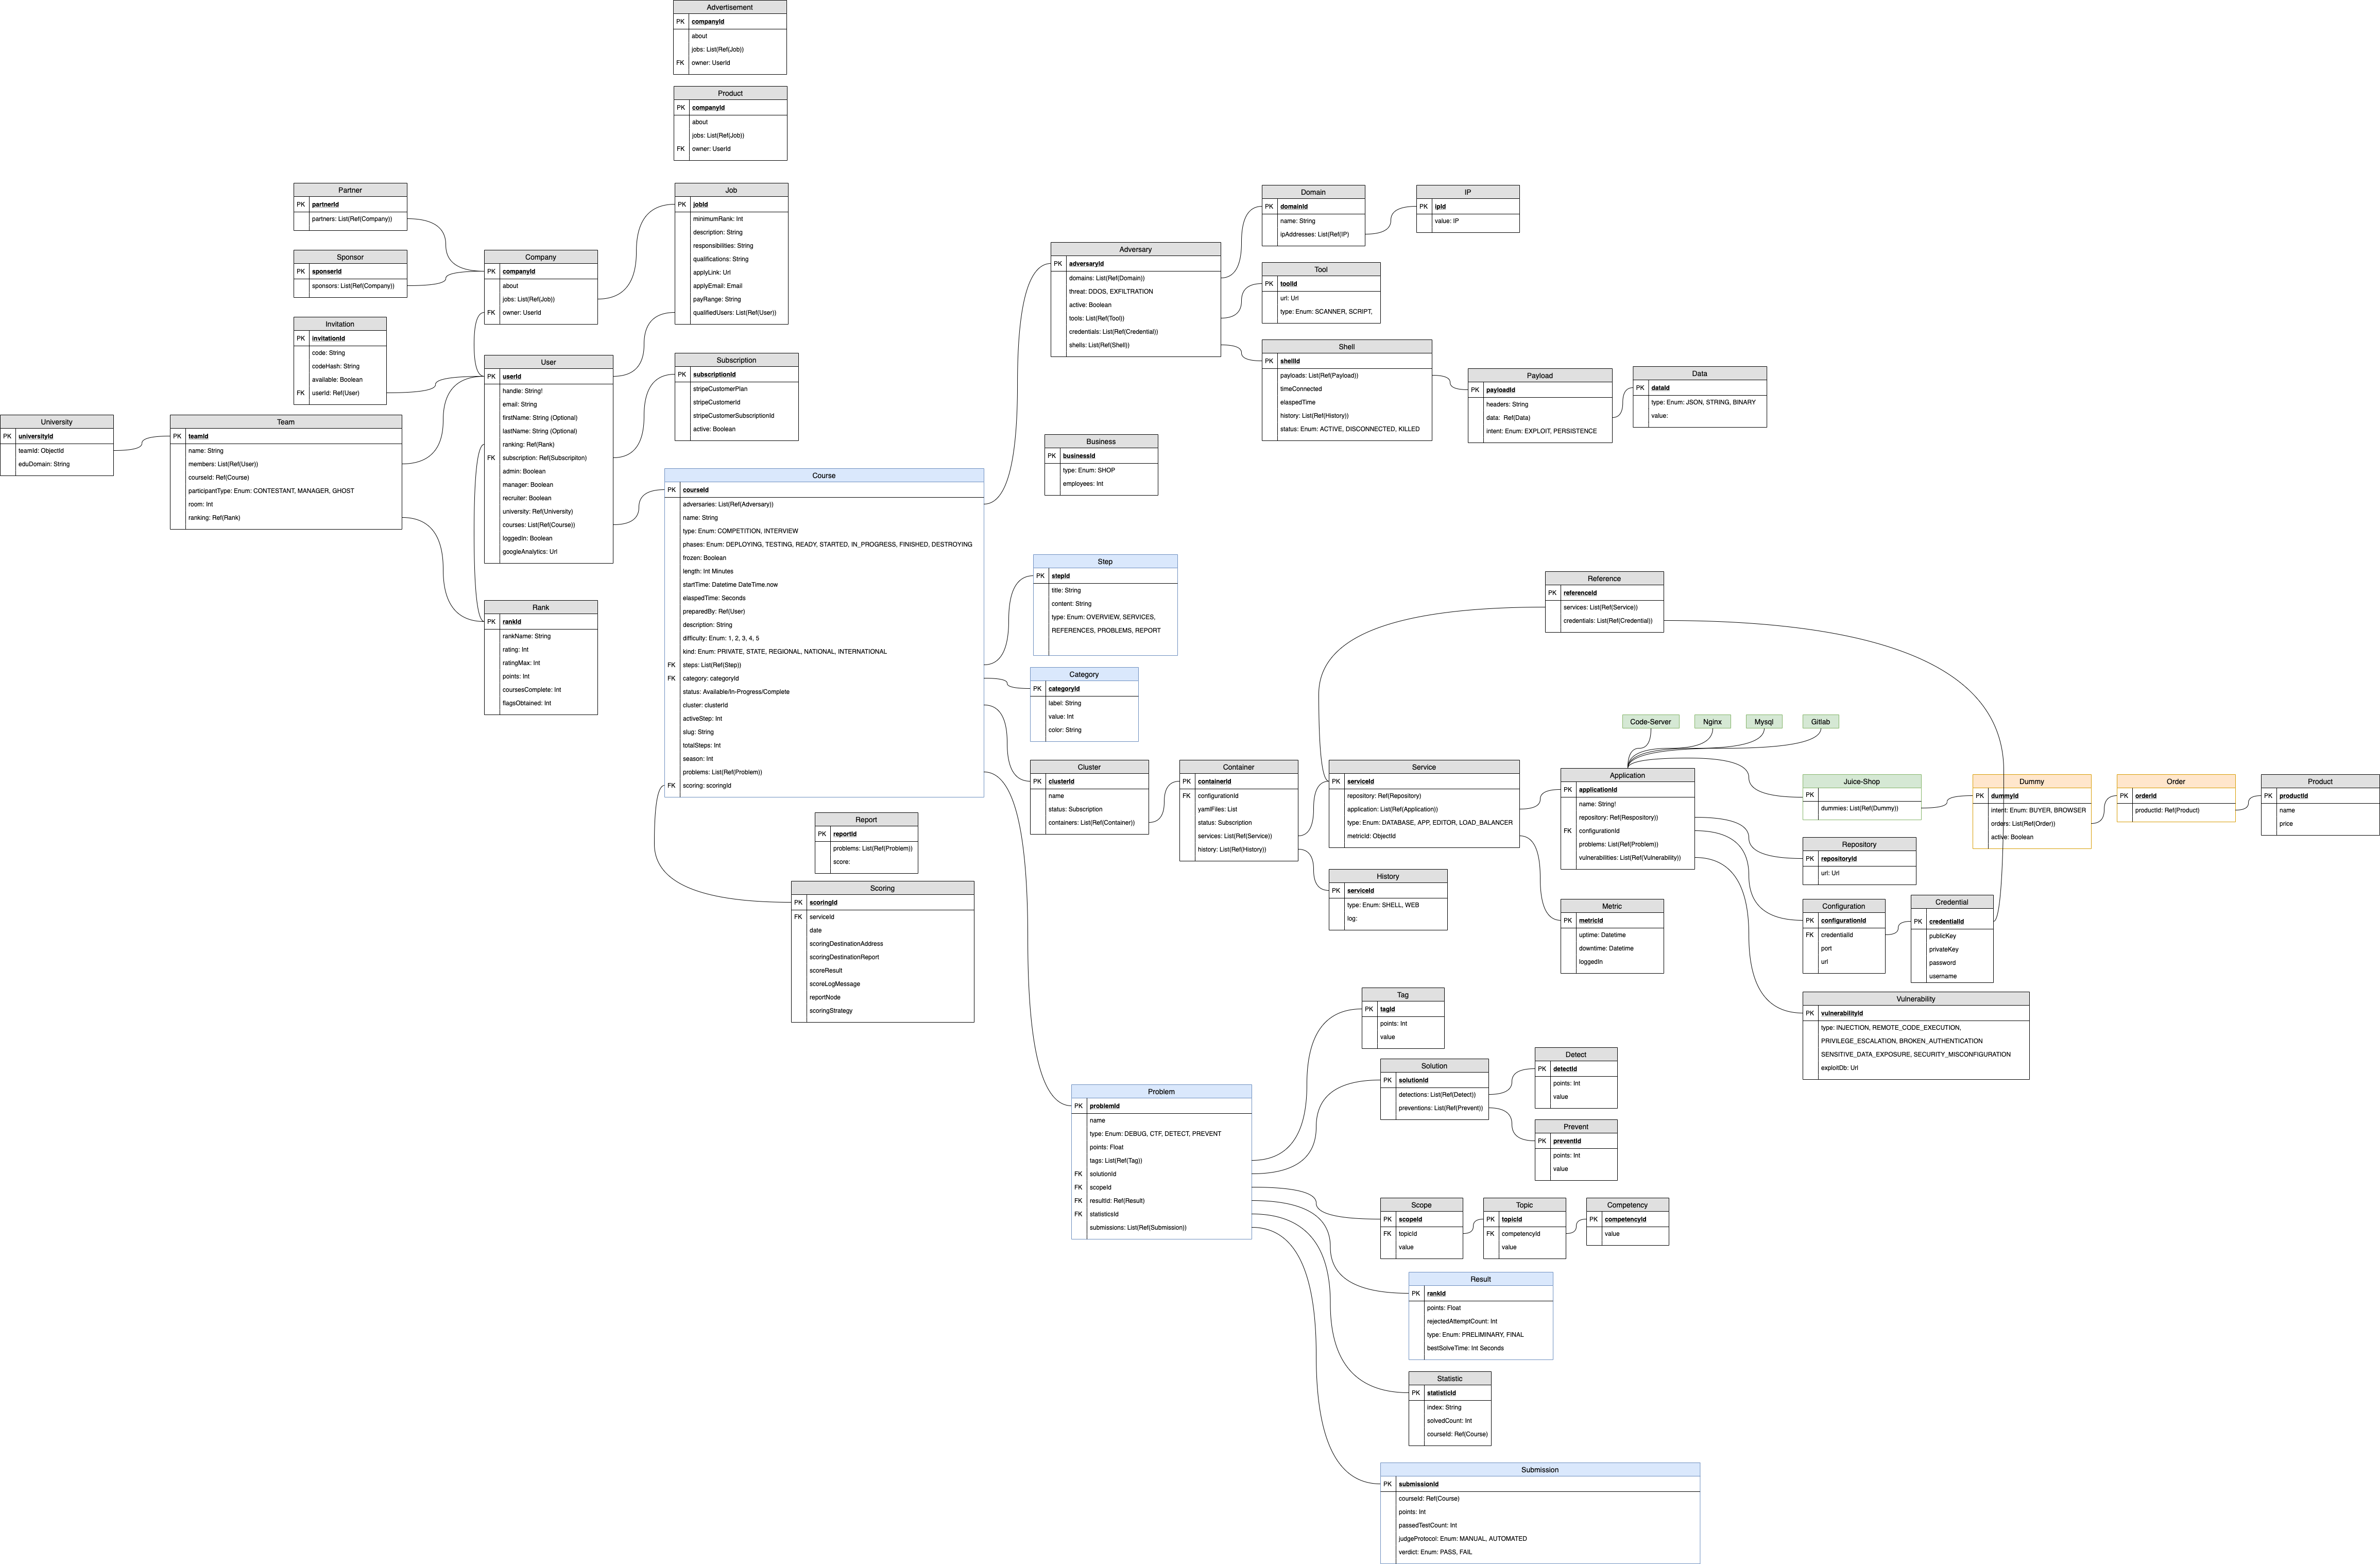 Advertisement
PK companyId
about
jobs: List(Ref(Job))
FK owner: UserId
Product
PK companyId
about
jobs: List(Ref(Job))
FK owner: UserId
Partner
PK partnerId
partners: List(Ref(Company))
Sponsor
PK sponserId
sponsors: List(Ref(Company))
Invitation
PK invitationId
code: String
codeHash: String
available: Boolean
FK userId: Ref(User)
University
PK universityId
teamId: ObjectId
eduDomain: String
Team
PK teamId
name: String
members: List(Ref(User))
courseId: Ref(Course)
participantType: Enum: CONTESTANT, MANAGER, GHOST
room: Int
ranking: Ref(Rank)
Company
PK companyId
about
jobs: List(Ref(Job))
FK owner: UserId
User
PK userId
handle: String!
email: String
firstName: String (Optional)
lastName: String (Optional)
ranking: Ref(Rank)
FK subscription: Ref(Subscripiton)
admin: Boolean
manager: Boolean
recruiter: Boolean
university: Ref(University)
courses: List(Ref(Course))
loggedIn: Boolean
googleAnalytics: Url
Rank
PK rankId
rankName: String
rating: Int
ratingMax: Int
points: Int
coursesComplete: Int
flagsObtained: Int
Job
PK jobId
minimumRank: Int
description: String
responsibilities: String
qualifications: String
applyLink: Url
applyEmail: Email
payRange: String
qualifiedUsers: List(Ref(User))
Subscription
PK subscriptionId
stripeCustomerPlan
stripeCustomerId
stripeCustomerSubscriptionId
active: Boolean
Course
PK courseId
adversaries: List(Ref(Adversary))
name: String
type: Enum: COMPETITION, INTERVIEW
phases: Enum: DEPLOYING, TESTING, READY, STARTED, IN_PROGRESS, FINISHED, DESTROYING
frozen: Boolean
length: Int Minutes
startTime: Datetime DateTime.now
elaspedTime: Seconds
preparedBy: Ref(User)
description: String
difficulty: Enum: 1, 2, 3, 4, 5
kind: Enum: PRIVATE, STATE, REGIONAL, NATIONAL, INTERNATIONAL
FK steps: List(Ref(Step))
FK category: categoryId
status: Available/In-Progress/Complete
cluster: clusterId
activeStep: Int
slug: String
totalSteps: Int
season: Int
problems: List(Ref(Problem))
FK scoring: scoringId
Report
PK reportId
problems: List(Ref(Problem))
score:
Scoring
PK scoringId
FK serviceId
date
scoringDestinationAddress
scoringDestinationReport
scoreResult
scoreLogMessage
reportNode
scoringStrategy
Adversary
PK adversaryId
domains: List(Ref(Domain))
threat: DDOS, EXFILTRATION
active: Boolean
tools: List(Ref(Tool))
credentials: List(Ref(Credential))
shells: List(Ref(Shell))
Domain
PK domainId
name: String
ipAddresses: List(Ref(IP)
IP
PK ipId
value: IP
Tool
PK toolId
url: Url
type: Enum: SCANNER, SCRIPT,
Shell
PK shellId
payloads: List(Ref(Payload))
timeConnected
elaspedTime
history: List(Ref(History))
status: Enum: ACTIVE, DISCONNECTED, KILLED
Payload
PK payloadId
headers: String
data: Ref(Data)
intent: Enum: EXPLOIT, PERSISTENCE
Data
PK dataId
type: Enum: JSON, STRING, BINARY
value:
Business
PK businessId
type: Enum: SHOP
employees: Int
Step
PK stepId
title: String
content: String
type: Enum: OVERVIEW, SERVICES,
REFERENCES, PROBLEMS, REPORT
Category
PK categoryId
label: String
value: Int
color: String
Cluster
PK clusterId
name
status: Subscription
containers: List(Ref(Container))
Container
PK containerId
FK configurationId
yamlFiles: List
status: Subscription
services: List(Ref(Service))
history: List(Ref(History))
Service
PK serviceId
repository: Ref(Repository)
application: List(Ref(Application))
type: Enum: DATABASE, APP, EDITOR, LOAD_BALANCER
metricId: ObjectId
History
PK serviceId
type: Enum: SHELL, WEB
log:
Reference
PK referenceId
services: List(Ref(Service))
credentials: List(Ref(Credential))
Code-Server
Nginx
Mysql
Gitlab
Application
PK applicationId
name: String!
repository: Ref(Respository))
FK configurationId
problems: List(Ref(Problem))
vulnerabilities: List(Ref(Vulnerability))
Metric
PK metricId
uptime: Datetime
downtime: Datetime
loggedIn
Juice-Shop
PK
dummies: List(Ref(Dummy))
Dummy
PK dummyId
intent: Enum: BUYER, BROWSER
orders: List(Ref(Order))
active: Boolean
Order
PK orderId
productId: Ref(Product)
Product
PK productId
name
price
Repository
PK repositoryId
url: Url
Configuration
PK configurationId
FK credentialId
port
url
Credential
PK credentialId
publicKey
privateKey
password
username
Vulnerability
PK vulnerabilityId
type: INJECTION, REMOTE_CODE_EXECUTION,
PRIVILEGE_ESCALATION, BROKEN_AUTHENTICATION
SENSITIVE_DATA_EXPOSURE, SECURITY_MISCONFIGURATION
exploitDb: Url
Problem
PK problemId
name
type: Enum: DEBUG, CTF, DETECT, PREVENT
points: Float
tags: List(Ref(Tag))
FK solutionId
FK scopeId
FK resultId: Ref(Result)
FK statisticsId
submissions: List(Ref(Submission))
Tag
PK tagId
points: Int
value
Solution
PK solutionId
detections: List(Ref(Detect))
preventions: List(Ref(Prevent))
Detect
PK detectId
points: Int
value
Prevent
PK preventId
points: Int
value
Scope
PK scopeId
FK topicId
value
Topic
PK topicId
FK competencyId
value
Competency
PK competencyId
value
Result
PK rankId
points: Float
rejectedAttemptCount: Int
type: Enum: PRELIMINARY, FINAL
bestSolveTime: Int Seconds
Statistic
PK statisticId
index: String
solvedCount: Int
courseId: Ref(Course)
Submission
PK submissionId
courseId: Ref(Course)
points: Int
passedTestCount: Int
judgeProtocol: Enum: MANUAL, AUTOMATED
verdict: Enum: PASS, FAIL